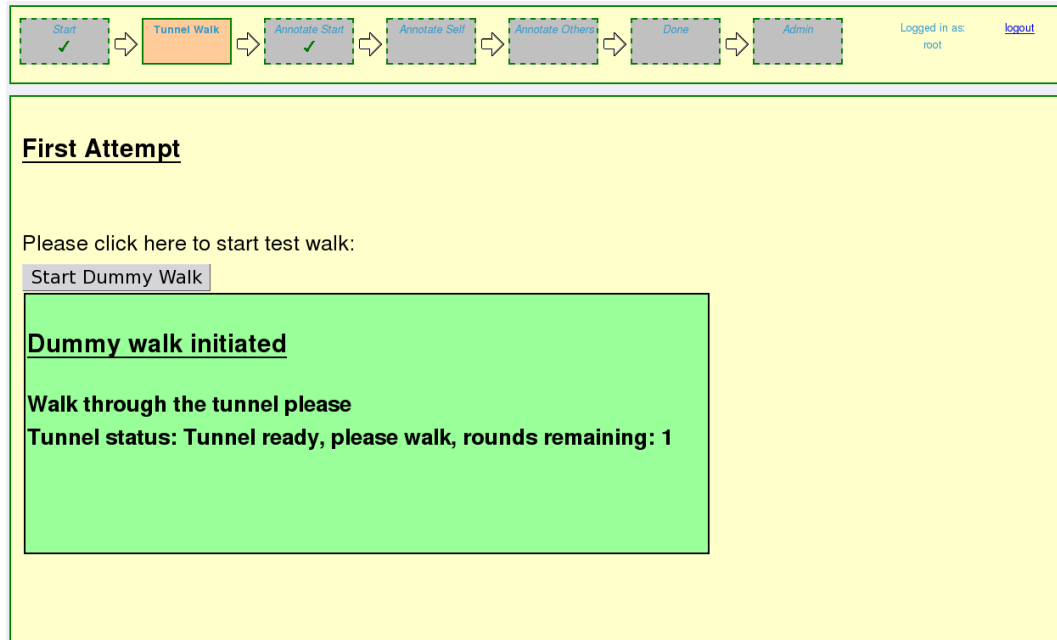 Start
✓
Tunnel Walk
Annotate Start
✓
Annotate Self
Annotate Others
Done
Admin
Logged in as:
root
logout
First Attempt
Please click here to start test walk:
Start Dummy Walk
Dummy walk initiated
Walk through the tunnel please
Tunnel status: Tunnel ready, please walk, rounds remaining: 1